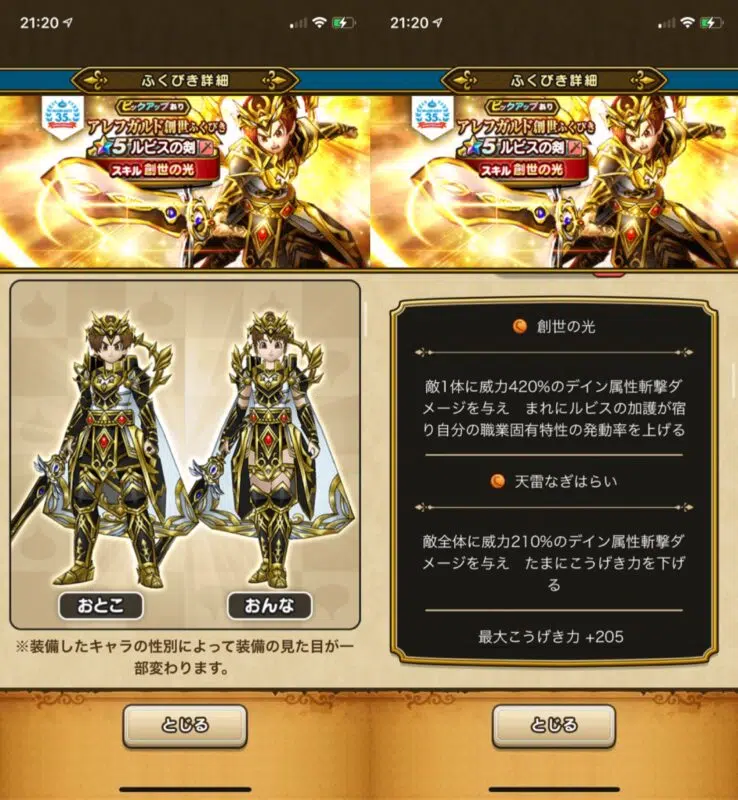 21:20
ふくびき詳細
35th
ピックアップあり
アレフガルド創世ふくびき
5 ルビスの剣
スキル 創世の光
おとこ
おんな
※装備したキャラの性別によって装備の見た目が一
部変わります。
とじる
21:20
ふくびき詳細
35th
ピックアップあり
アレフガルド創世ふくびき
5 ルビスの剣
スキル 創世の光
創世の光
敵1体に威力420%のデイン属性斬撃ダ
メージを与え　まれにルビスの加護が宿
り自分の職業固有特性の発動率を上げる
天雷なぎはらい
敵全体に威力210%のデイン属性斬撃ダ
メージを与え　たまにこうげき力を下げ
る
最大こうげき力 +205
とじる